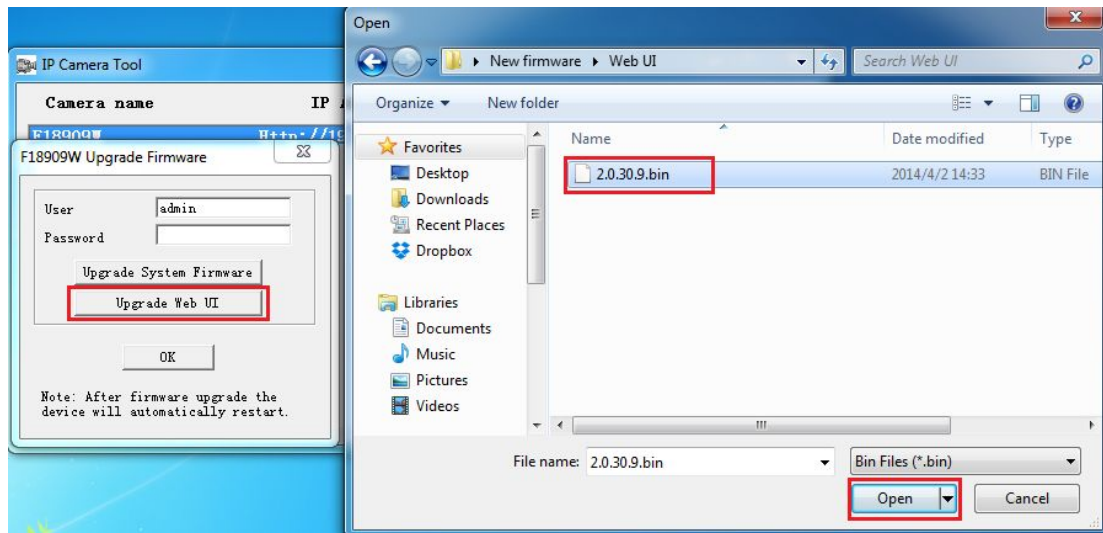 IP Camera Tool
Camera name IP
F18909W Http://19
F18909W Upgrade Firmware
User admin
Password
Upgrade System Firmware
Upgrade Web UI
OK
Note: After firmware upgrade the
device will automatically restart.
Open
New firmware Web UI
Search Web UI
Organize New folder
Favorites
Desktop
Downloads
Recent Places
Dropbox
Libraries
Documents
Music
Pictures
Videos
Name Date modified Type
2.0.30.9.bin 2014/4/2 14:33 BIN File
File name: 2.0.30.9.bin Bin Files (*.bin)
Open Cancel